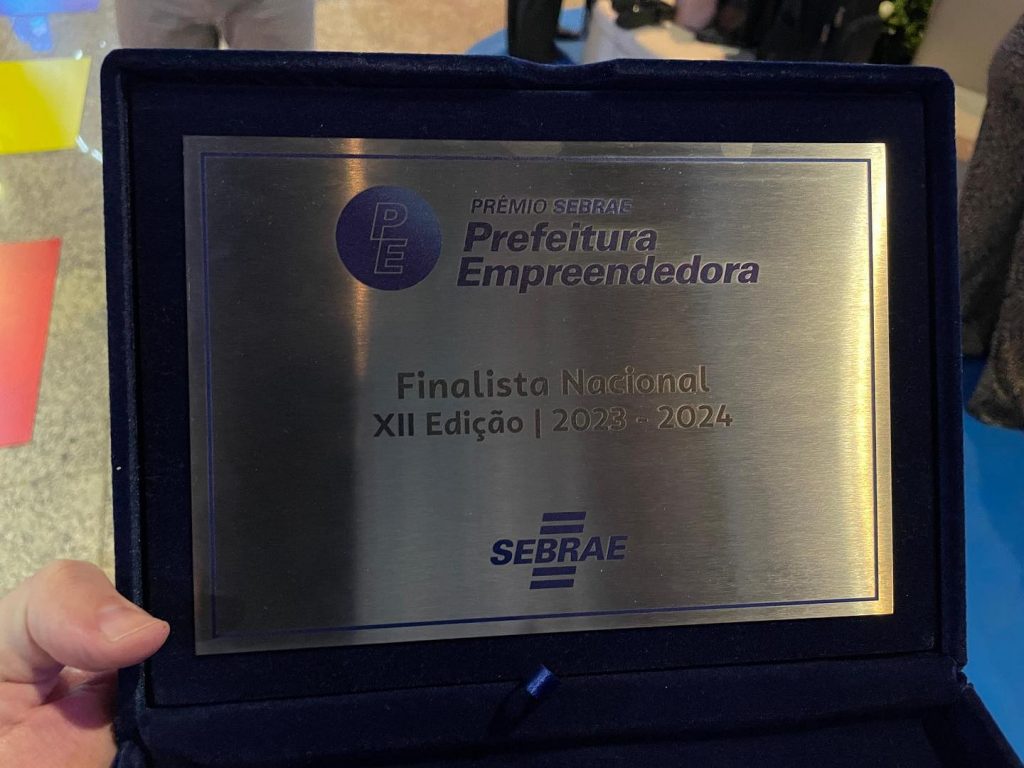 PE
PRÊMIO SEBRAE
Prefeitura
Empreendedora
Finalista Nacional
XII Edição | 2023 - 2024
SEBRAE